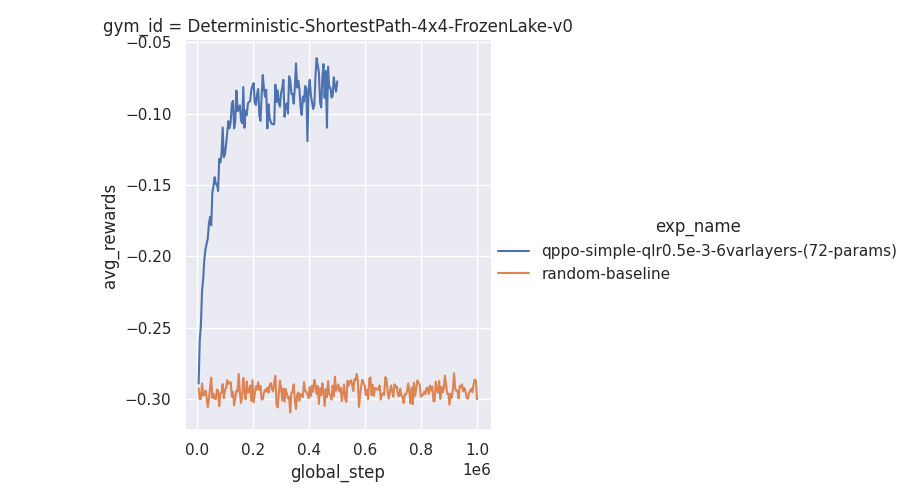 gym_id = Deterministic-ShortestPath-4x4-FrozenLake-v0
−0.05
−0.10
−0.15
−0.20
−0.25
−0.30
avg_rewards
0.0 0.2 0.4 0.6 0.8 1.0
1e6
global_step
exp_name
qppo-simple-qlr0.5e-3-6varlayers-(72-params)
random-baseline